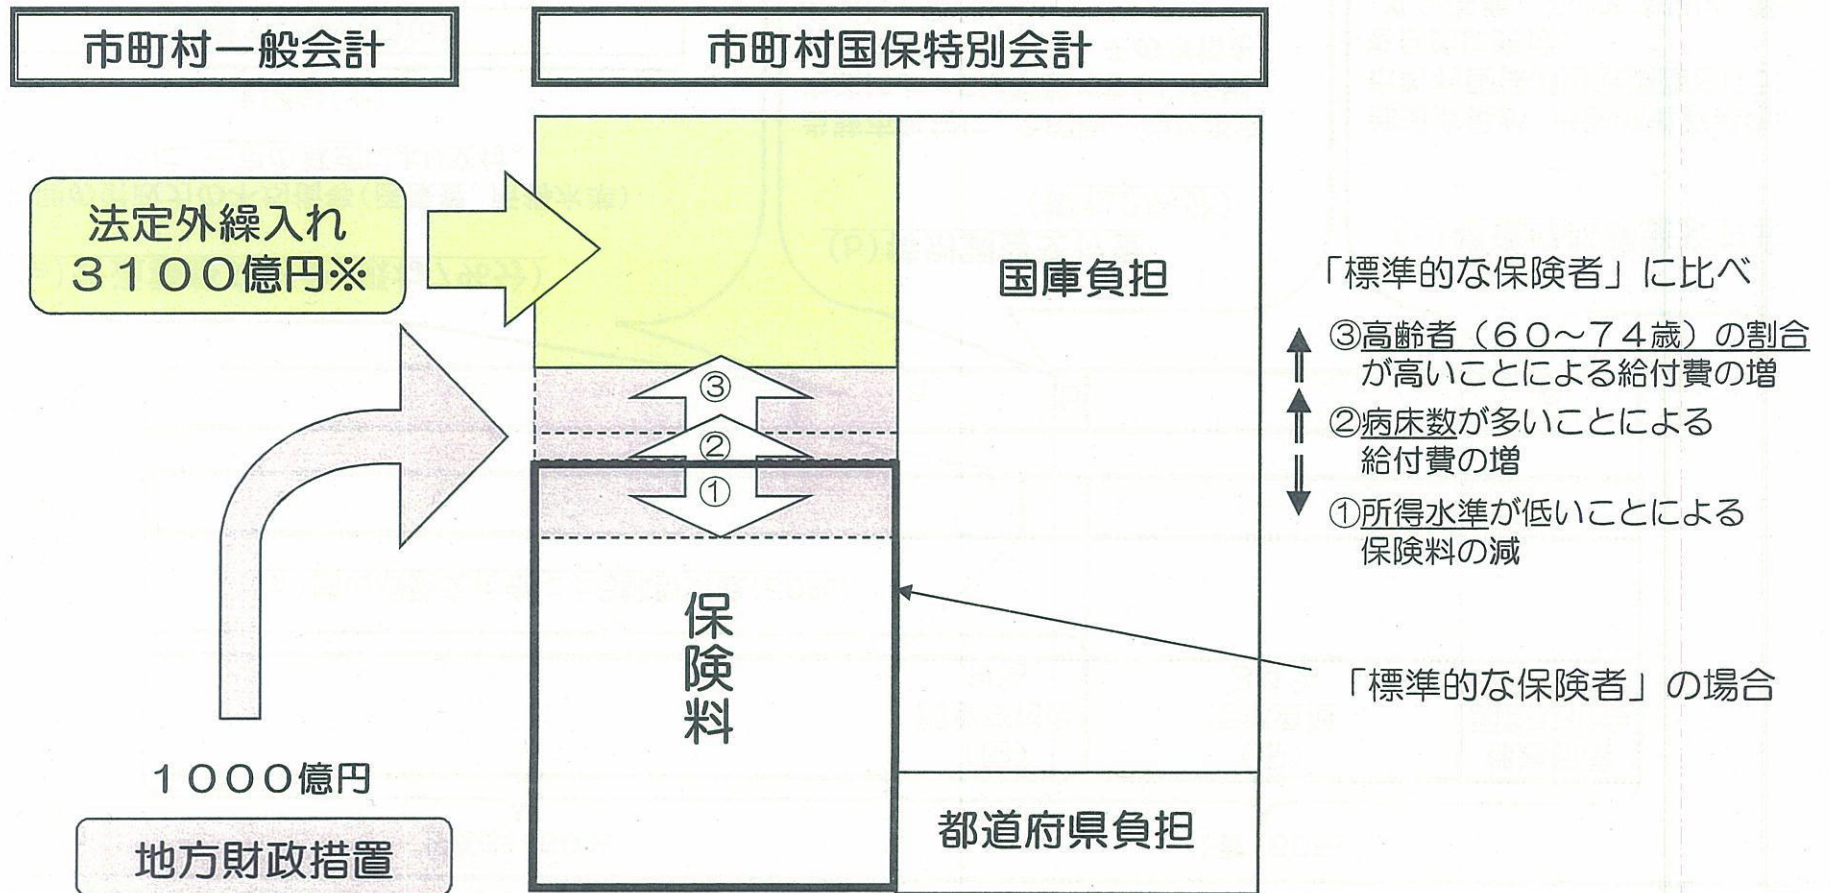 市町村一般会計
市町村国保特別会計
法定外繰入れ
３１００億円※
国庫負担
「標準的な保険者」に比べ
③高齢者（６０～７４歳）の割合
が高いことによる給付費の増
②病床数が多いことによる
給付費の増
①所得水準が低いことによる
保険料の減
③
②
①
保険料
「標準的な保険者」の場合
１０００億円
地方財政措置
都道府県負担